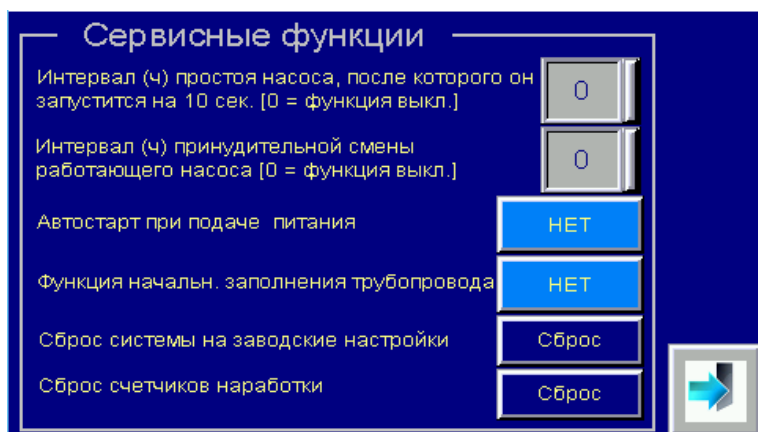 Сервисные функции
Интервал (ч) простоя насоса, после которого он
запустится на 10 сек. [0 = функция выкл.]
0
Интервал (ч) принудительной смены
работающего насоса [0 = функция выкл.]
0
Автостарт при подаче питания
НЕТ
Функция начальн. заполнения трубопровода
НЕТ
Сброс системы на заводские настройки
Сброс
Сброс счетчиков наработки
Сброс